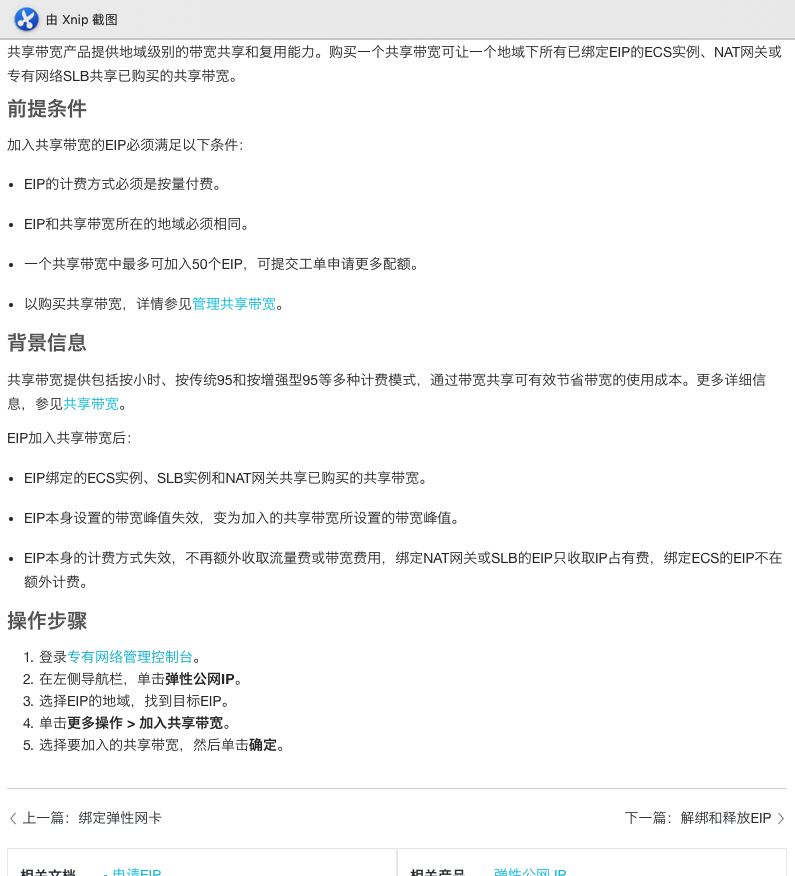 由 Xnip 截图
共享带宽产品提供地域级别的带宽共享和复用能力。购买一个共享带宽可让一个地域下所有已绑定EIP的ECS实例、NAT网关或
专有网络SLB共享已购买的共享带宽。
前提条件
加入共享带宽的EIP必须满足以下条件：
• EIP的计费方式必须是按量付费。
• EIP和共享带宽所在的地域必须相同。
• 一个共享带宽中最多可加入50个EIP，可提交工单申请更多配额。
• 以购买共享带宽，详情参见管理共享带宽。
背景信息
共享带宽提供包括按小时、按传统95和按增强型95等多种计费模式，通过带宽共享可有效节省带宽的使用成本。更多详细信
息，参见共享带宽。
EIP加入共享带宽后：
• EIP绑定的ECS实例、SLB实例和NAT网关共享已购买的共享带宽。
• EIP本身设置的带宽峰值失效，变为加入的共享带宽所设置的带宽峰值。
• EIP本身的计费方式失效，不再额外收取流量费或带宽费用，绑定NAT网关或SLB的EIP只收取IP占有费，绑定ECS的EIP不在
额外计费。
操作步骤
1. 登录专有网络管理控制台。
2. 在左侧导航栏，单击弹性公网IP。
3. 选择EIP的地域，找到目标EIP。
4. 单击更多操作 > 加入共享带宽。
5. 选择要加入的共享带宽，然后单击确定。
上一篇：绑定弹性网卡 下一篇：解绑和释放EIP
相关文档 • 申请EIP 相关产品 弹性公网 IP